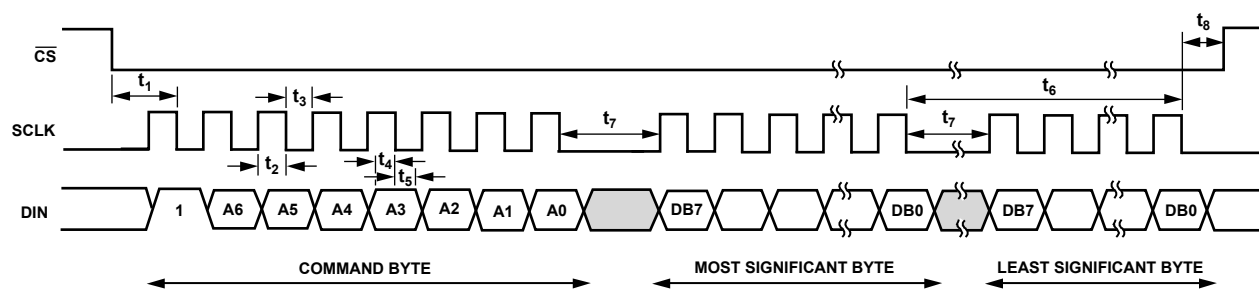 t8
CS
t1
t3
t6
SCLK
t7
t7
t2
t4
t5
DIN
1
A6
A5
A4
A3
A2
A1
A0
DB7
DB0
DB7
DB0
COMMAND BYTE
MOST SIGNIFICANT BYTE
LEAST SIGNIFICANT BYTE